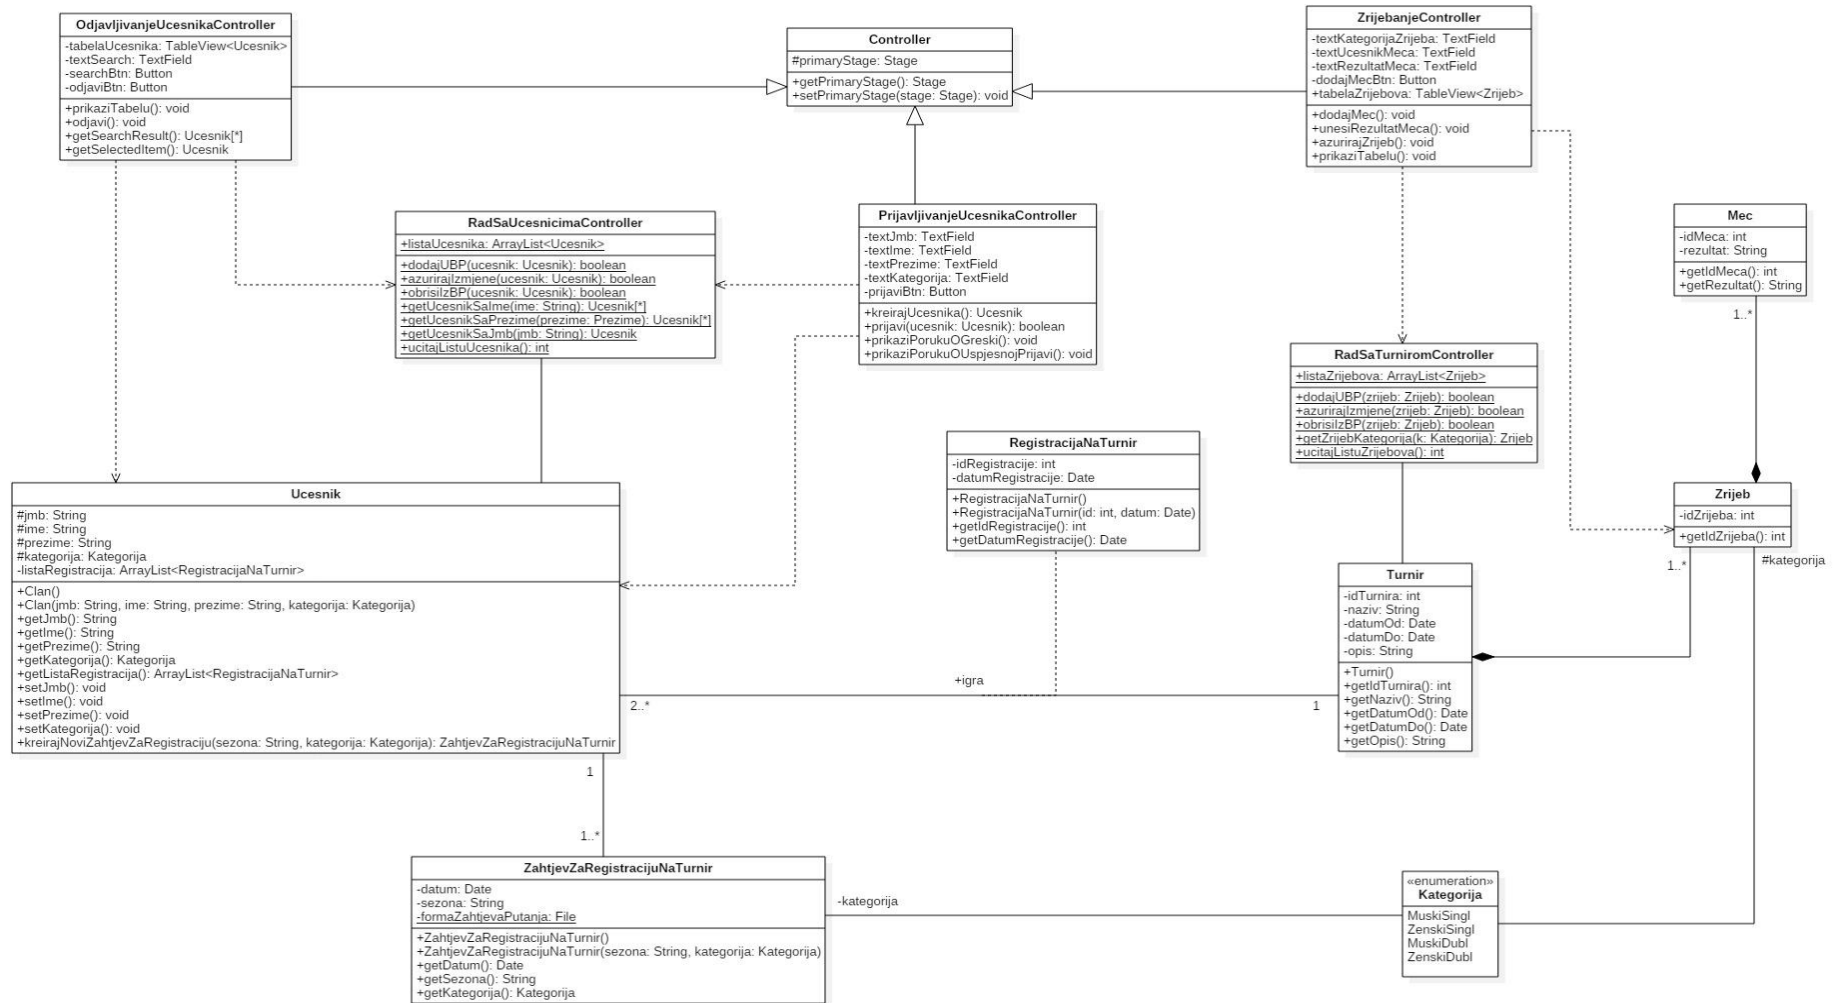 OdjavljivanjeUcesnikaController
-tabelaUcesnika: TableView<Ucesnik>
-textSearch: TextField
-searchBtn: Button
-odjaviBtn: Button
+prikaziTabelu(): void
+odjavi(): void
+getSearchResult(): Ucesnik[*]
+getSelectedItem(): Ucesnik
Controller
#primaryStage: Stage
+getPrimaryStage(): Stage
+setPrimaryStage(stage: Stage): void
ZrijebanjeController
-textKategorijaZrijeba: TextField
-textUcesnikMeca: TextField
-textRezultatMeca: TextField
-dodajMecBtn: Button
+tabelaZrijebova: TableView<Zrijeb>
+dodajMec(): void
+unesiRezultatMeca(): void
+azurirajZrijeb(): void
+prikaziTabelu(): void
RadSaUcesnicimaController
+listaUcesnika: ArrayList<Ucesnik>
+dodajUBP(ucesnik: Ucesnik): boolean
+azurirajIzmjene(ucesnik: Ucesnik): boolean
+obrisiIzBP(ucesnik: Ucesnik): boolean
+getUcesnikSaIme(ime: String): Ucesnik[*]
+getUcesnikSaPrezime(prezime: Prezime): Ucesnik[*]
+getUcesnikSaJmb(jmb: String): Ucesnik
+ucitajListuUcesnika(): int
PrijavljivanjeUcesnikaController
-textJmb: TextField
-textIme: TextField
-textPrezime: TextField
-textKategorija: TextField
-prijaviBtn: Button
+kreirajUcesnika(): Ucesnik
+prijavi(ucesnik: Ucesnik): boolean
+prikaziPorukuOGreski(): void
+prikaziPorukuOUspjesnojPrijavi(): void
Mec
-idMeca: int
-rezultat: String
+getIdMeca(): int
+getRezultat(): String
1..*
RadSaTurniromController
+listaZrijebova: ArrayList<Zrijeb>
+dodajUBP(zrijeb: Zrijeb): boolean
+azurirajIzmjene(zrijeb: Zrijeb): boolean
+obrisiIzBP(zrijeb: Zrijeb): boolean
+getZrijebKategorija(k: Kategorija): Zrijeb
+ucitajListuZrijebova(): int
RegistracijaNaTurnir
-idRegistracije: int
-datumRegistracije: Date
+RegistracijaNaTurnir()
+RegistracijaNaTurnir(id: int, datum: Date)
+getIdRegistracije(): int
+getDatumRegistracije(): Date
Zrijeb
-idZrijeba: int
+getIdZrijeba(): int
1..*
#kategorija
Ucesnik
#jmb: String
#ime: String
#prezime: String
#kategorija: Kategorija
-listaRegistracija: ArrayList<RegistracijaNaTurnir>
+Clan()
+Clan(jmb: String, ime: String, prezime: String, kategorija: Kategorija)
+getJmb(): String
+getIme(): String
+getPrezime(): String
+getKategorija(): Kategorija
+getListaRegistracija(): ArrayList<RegistracijaNaTurnir>
+setJmb(): void
+setIme(): void
+setPrezime(): void
+setKategorija(): void
+kreirajNoviZahtjevZaRegistraciju(sezona: String, kategorija: Kategorija): ZahtjevZaRegistracijuNaTurnir
Turnir
-idTurnira: int
-naziv: String
-datumOd: Date
-datumDo: Date
-opis: String
+Turnir()
+getIdTurnira(): int
+getNaziv(): String
+getDatumOd(): Date
+getDatumDo(): Date
+getOpis(): String
+igra
2..*
1
1
1..*
ZahtjevZaRegistracijuNaTurnir
-datum: Date
-sezona: String
-formaZahtjevaPutanja: File
+ZahtjevZaRegistracijuNaTurnir()
+ZahtjevZaRegistracijuNaTurnir(sezona: String, kategorija: Kategorija)
+getDatum(): Date
+getSezona(): String
+getKategorija(): Kategorija
-kategorija
«enumeration»
Kategorija
MuskiSingl
ZenskiSingl
MuskiDubl
ZenskiDubl